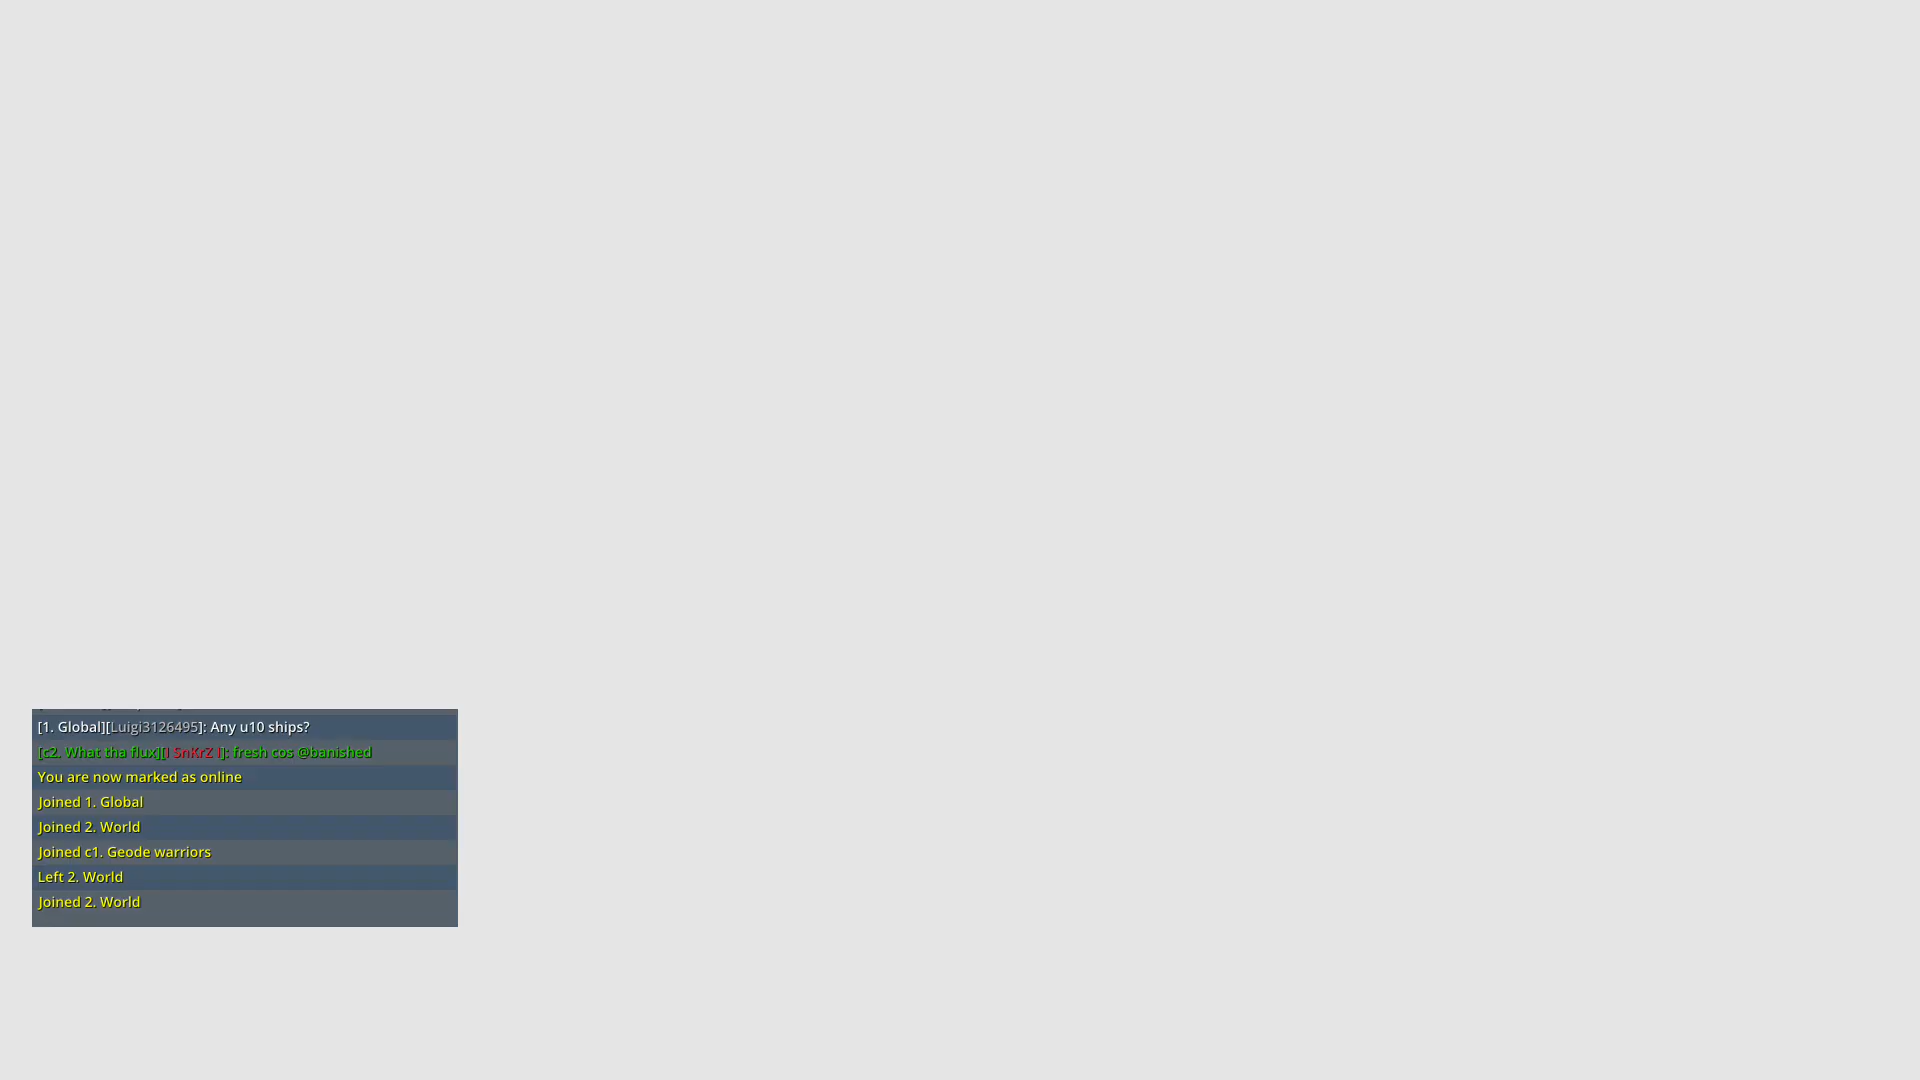 [1. Global][Luigi3126495]: Any u10 ships?
[c2. What tha flux][l SnKrZ l]: fresh cos @banished
You are now marked as online
Joined 1. Global
Joined 2. World
Joined c1. Geode warriors
Left 2. World
Joined 2. World